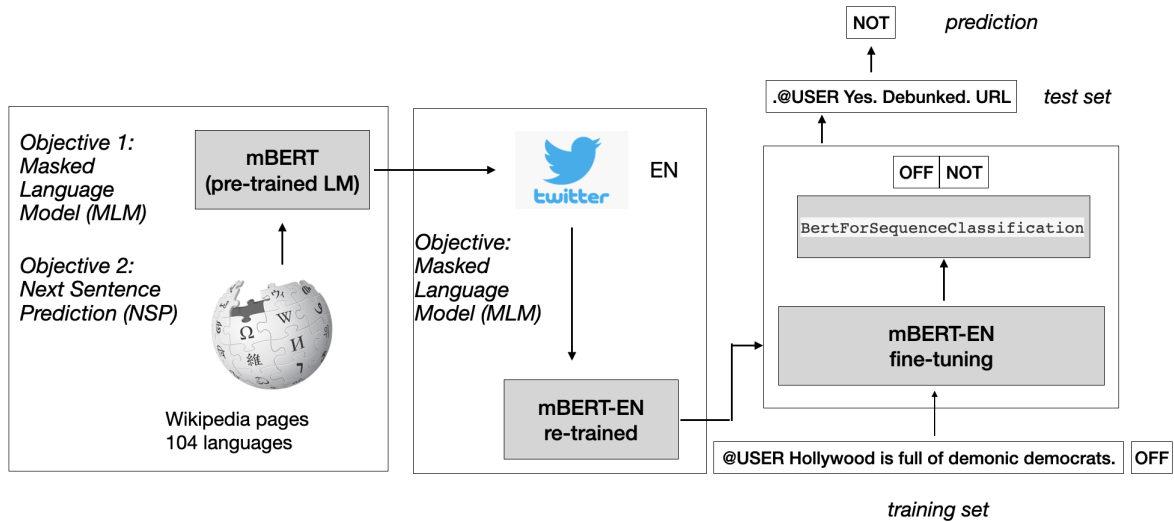 Objective 1:
Masked
Language
Model (MLM)
Objective 2:
Next Sentence
Prediction (NSP)
mBERT
(pre-trained LM)
Ω
W
維
И
Wikipedia pages
104 languages
twitter
EN
Objective:
Masked
Language
Model (MLM)
mBERT-EN
re-trained
NOT
prediction
.@USER Yes. Debunked. URL
test set
OFF NOT
BertForSequenceClassification
mBERT-EN
fine-tuning
@USER Hollywood is full of demonic democrats.
OFF
training set